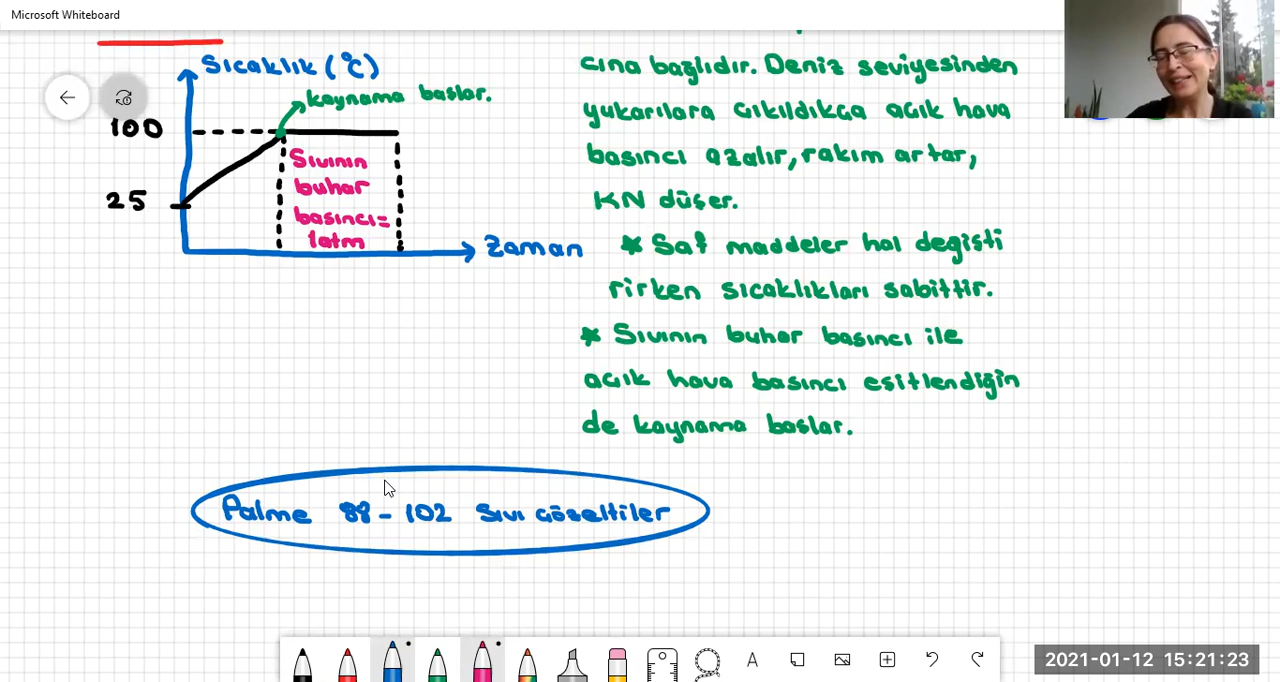 Microsoft Whiteboard
Sıcaklık (°C)
kaynama başlar.
100
25
Sıvının
buhar
basıncı=
1atm
Zaman
cına bağlıdır. Deniz seviyesinden
yukarılara çıkıldıkça açık hava
basıncı azalır, rakım artar,
KN düşer.
* Saf maddeler hal değişti
rirken sıcaklıkları sabittir.
* Sıvının buhar basıncı ile
açık hava basıncı eşitlendiğin
de kaynama başlar.
Palme 88-102 Sıvı Çözeltiler
A
2021-01-12 15:21:23